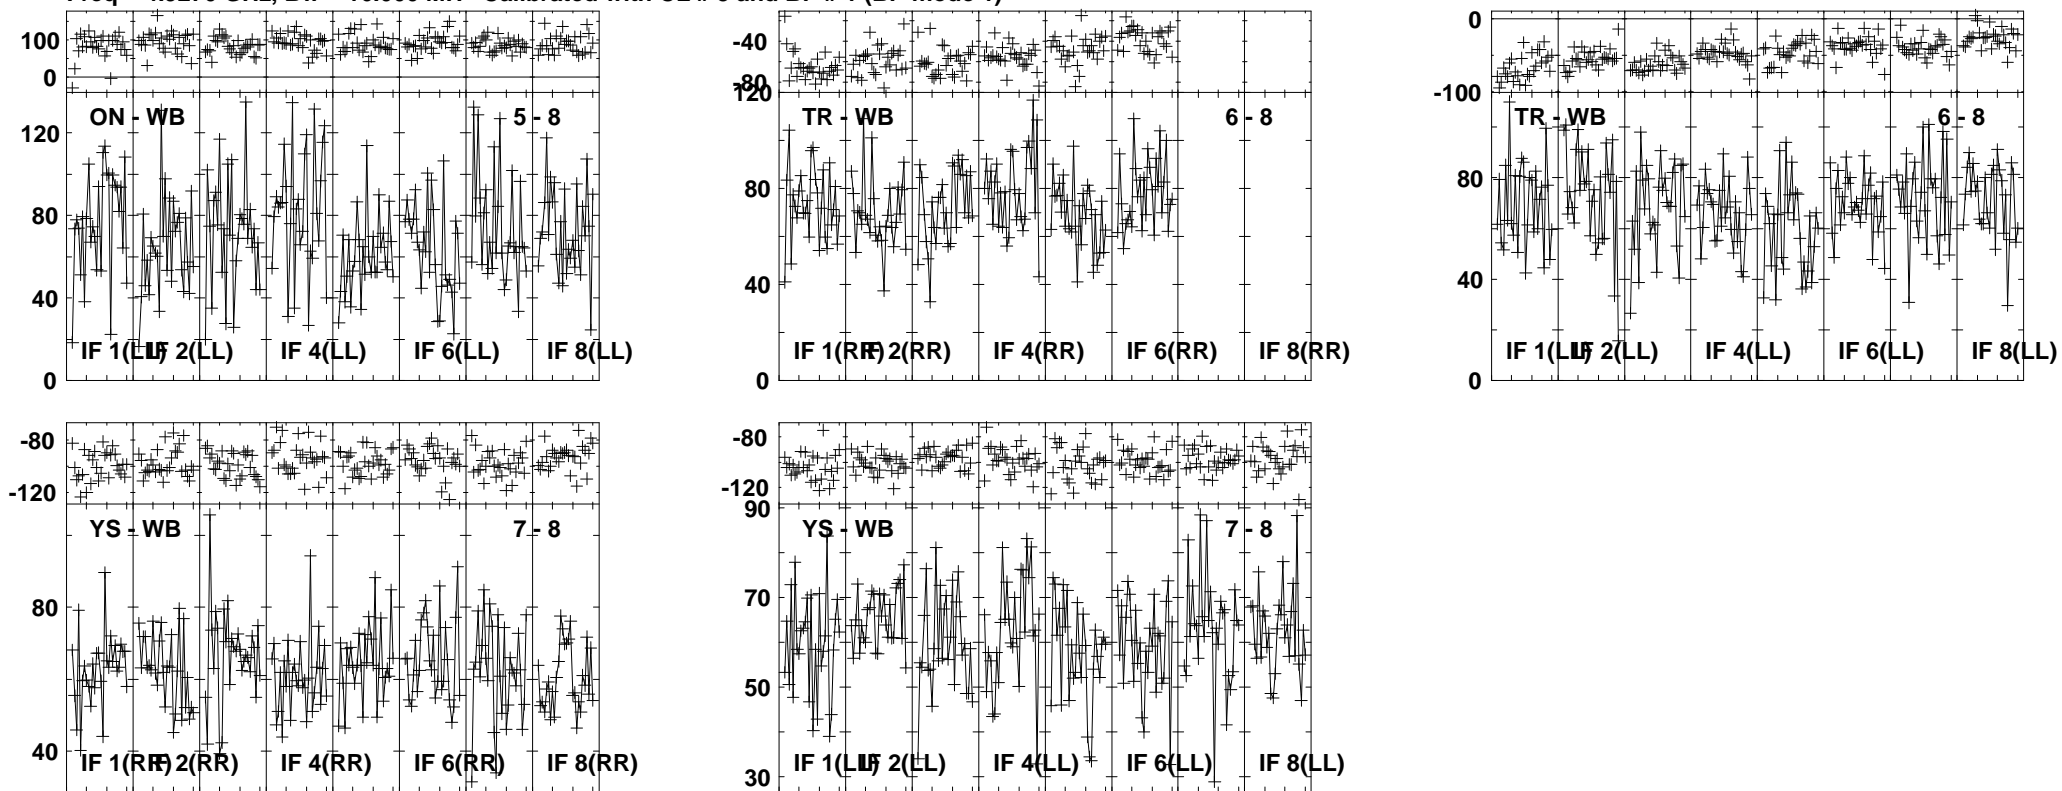 100
0
ON - WB
5 - 8
120
80
40
0
IF 1(LL)
IF 2(LL)
IF 4(LL)
IF 6(LL)
IF 8(LL)
-40
-80
120
TR - WB
6 - 8
80
40
0
IF 1(RR)
IF 2(RR)
IF 4(RR)
IF 6(RR)
IF 8(RR)
0
-100
TR - WB
6 - 8
80
40
0
IF 1(LL)
IF 2(LL)
IF 4(LL)
IF 6(LL)
IF 8(LL)
-80
-120
YS - WB
7 - 8
80
40
IF 1(RR)
IF 2(RR)
IF 4(RR)
IF 6(RR)
IF 8(RR)
-80
-120
90
YS - WB
7 - 8
70
50
30
IF 1(LL)
IF 2(LL)
IF 4(LL)
IF 6(LL)
IF 8(LL)